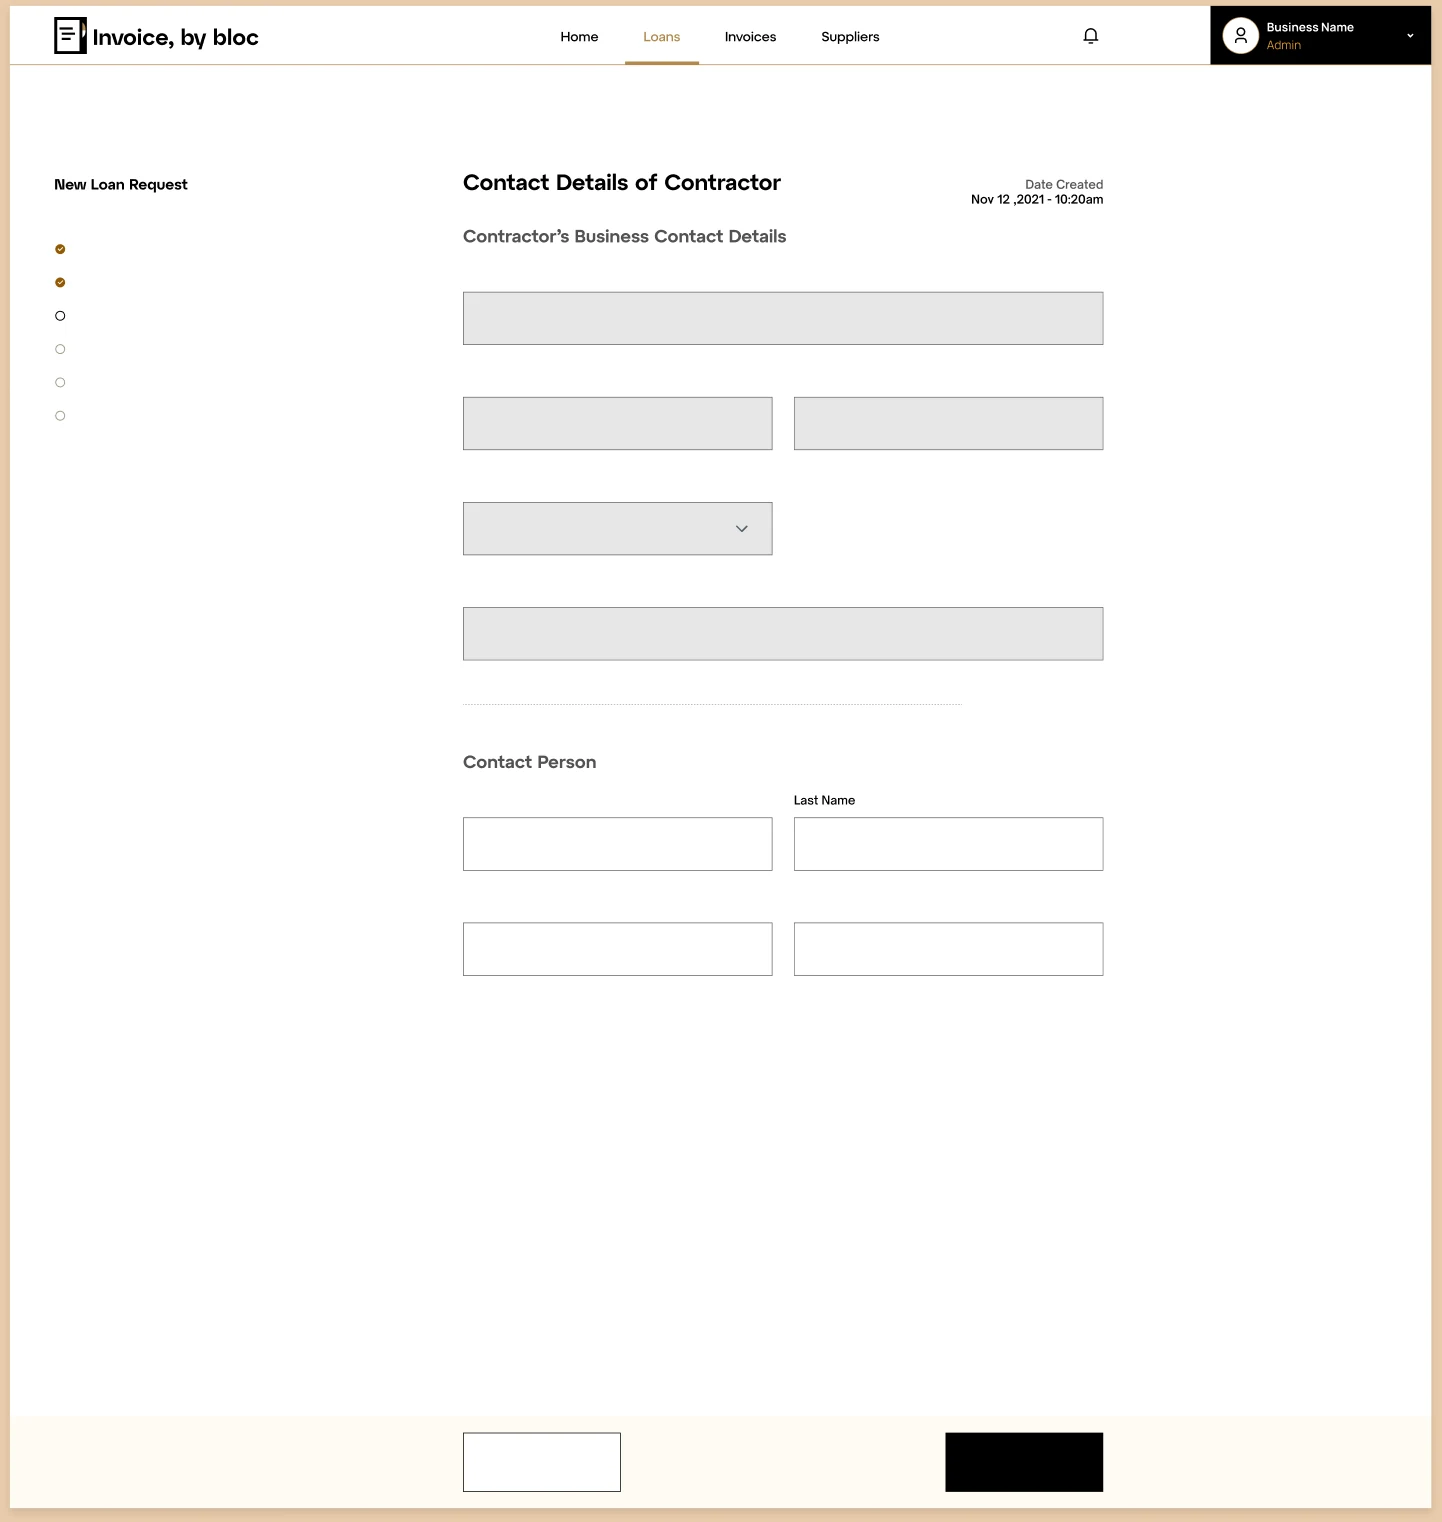 Invoice, by bloc
Home
Loans
Invoices
Suppliers
Business Name
Admin
New Loan Request
Contact Details of Contractor
Date Created
Nov 12 ,2021 - 10:20am
Contractor’s Business Contact Details
Contact Person
Last Name